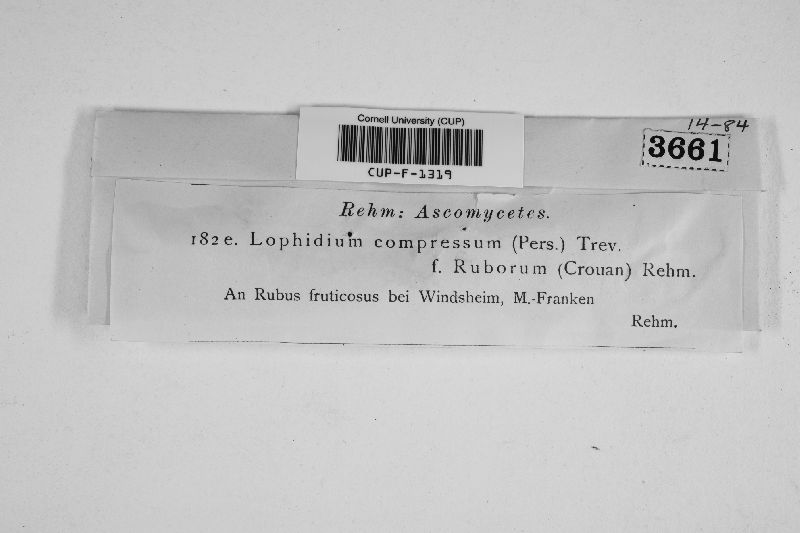 Cornell University (CUP)
CUP-F-1319
14-84
3661
Rehm: Ascomycetes.
182 e. Lophidium compressum (Pers.) Trev.
f. Ruborum (Crouan) Rehm.
An Rubus fruticosus bei Windsheim, M.-Franken
Rehm.